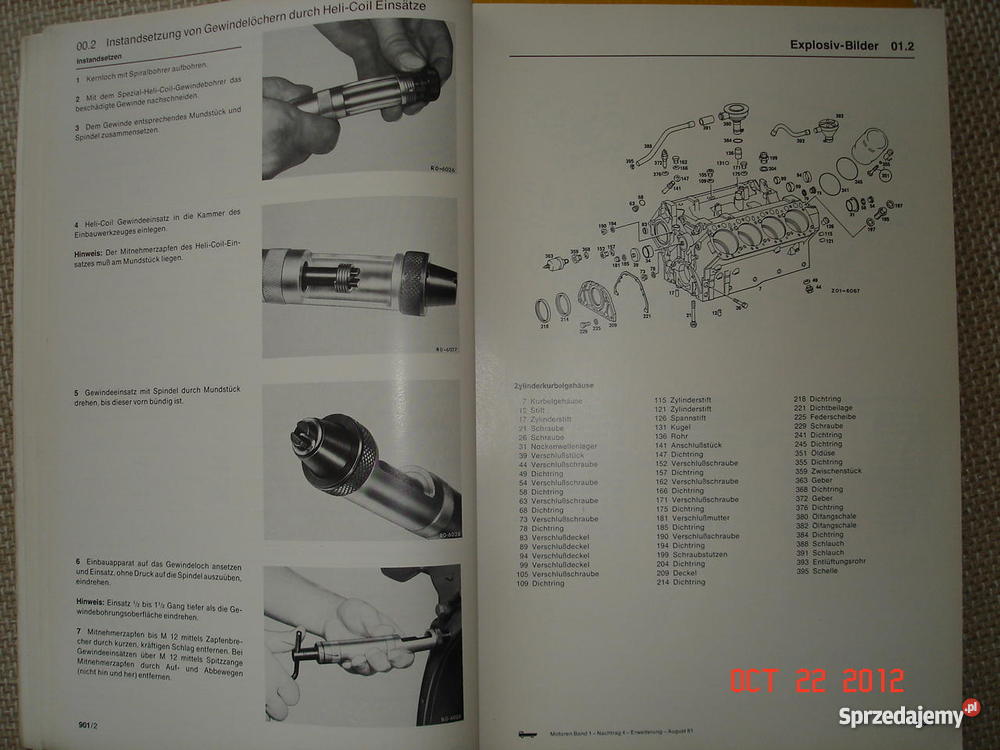 00.2 Instandsetzung von Gewindelöchern durch Heli-Coil Einsätze
Instandsetzen
1 Kernloch mit Spiralbohrer aufbohren.
2 Mit dem Spezial-Heli-Coil-Gewindebohrer das
beschädigte Gewinde nachschneiden.
3 Dem Gewinde entsprechendes Mundstück und
Spindel zusammensetzen.
R0-6026
4 Heli-Coil Gewindeeinsatz in die Kammer des
Einbauwerkzeuges einlegen.
Hinweis: Der Mitnehmerzapfen des Heli-Coil-Ein-
satzes muß am Mundstück liegen.
R0-6027
5 Gewindeeinsatz mit Spindel durch Mundstück
drehen, bis dieser vorn bündig ist.
R0-6028
6 Einbauapparat auf das Gewindeloch ansetzen
und Einsatz, ohne Druck auf die Spindel auszuüben,
eindrehen.
Hinweis: Einsatz 1/2 bis 1 1/2 Gang tiefer als die Ge-
windebohrungsoberfläche eindrehen.
7 Mitnehmerzapfen bis M 12 mittels Zapfenbre-
cher durch kurzen, kräftigen Schlag entfernen. Bei
Gewindeeinsätzen über M 12 mittels Spitzzange
Mitnehmerzapfen durch Auf- und Abbewegen
(nicht hin und her) entfernen.
901/2
Explosiv-Bilder 01.2
Z01-6067
Zylinderkurbelgehäuse
7 Kurbelgehäuse
12 Stift
17 Zylinderstift
21 Schraube
26 Schraube
31 Nockenwellenlager
39 Verschlußstück
44 Verschlußschraube
49 Dichtring
54 Verschlußschraube
58 Dichtring
63 Verschlußschraube
68 Dichtring
73 Verschlußschraube
78 Dichtring
83 Verschlußdeckel
89 Verschlußdeckel
94 Verschlußdeckel
99 Verschlußdeckel
105 Verschlußschraube
109 Dichtring
115 Zylinderstift
121 Zylinderstift
126 Spannstift
131 Kugel
136 Rohr
141 Anschlußstück
147 Dichtring
152 Verschlußschraube
157 Dichtring
162 Verschlußschraube
166 Dichtring
171 Verschlußschraube
175 Dichtring
181 Verschlußmutter
185 Dichtring
190 Verschlußschraube
194 Dichtring
199 Schraubstutzen
204 Dichtring
209 Deckel
214 Dichtring
218 Dichtring
221 Dichtbeilage
225 Federscheibe
229 Schraube
241 Dichtring
245 Dichtring
351 Öldüse
355 Dichtring
359 Zwischenstück
363 Geber
368 Dichtring
372 Geber
376 Dichtring
380 Ölfangschale
382 Ölfangschale
384 Dichtring
388 Schlauch
391 Schlauch
393 Entlüftungsrohr
395 Schelle
Motoren Band 1 – Nachtrag 4 – Erweiterung – August 81
OCT 22 2012
Sprzedajemy.pl